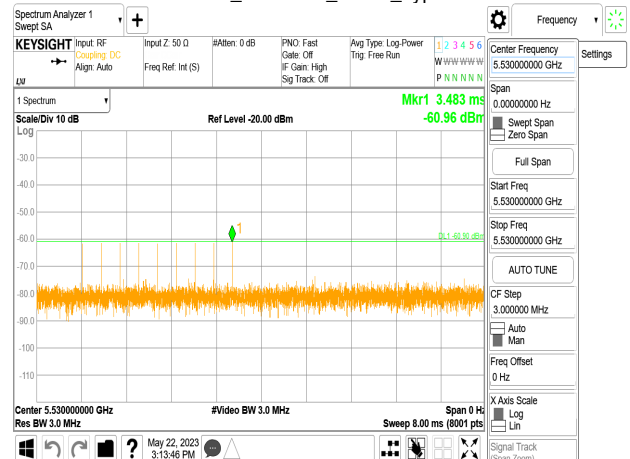 Spectrum Analyzer 1
Swept SA
Frequency
KEYSIGHT
Input: RF
Coupling: DC
Align: Auto
Input Z: 50 Ω
Freq Ref: Int (S)
#Atten: 0 dB
PNO: Fast
Gate: Off
IF Gain: High
Sig Track: Off
Avg Type: Log-Power
Trig: Free Run
1 2 3 4 5 6
W W W W W W
P N N N N N
LNI
1 Spectrum
Scale/Div 10 dB
Log
Ref Level -20.00 dBm
Mkr1 3.483 ms
-60.96 dBm
1
DL1 -60.90 dBm
-30.0
-40.0
-50.0
-60.0
-70.0
-80.0
-90.0
-100
-110
Center 5.530000000 GHz
Res BW 3.0 MHz
#Video BW 3.0 MHz
Span 0 Hz
Sweep 8.00 ms (8001 pts)
May 22, 2023
3:13:46 PM
Center Frequency
5.530000000 GHz
Settings
Span
0.00000000 Hz
Swept Span
Zero Span
Full Span
Start Freq
5.530000000 GHz
Stop Freq
5.530000000 GHz
AUTO TUNE
CF Step
3.000000 MHz
Auto
Man
Freq Offset
0 Hz
X Axis Scale
Log
Lin
Signal Track
(Span Zoom)